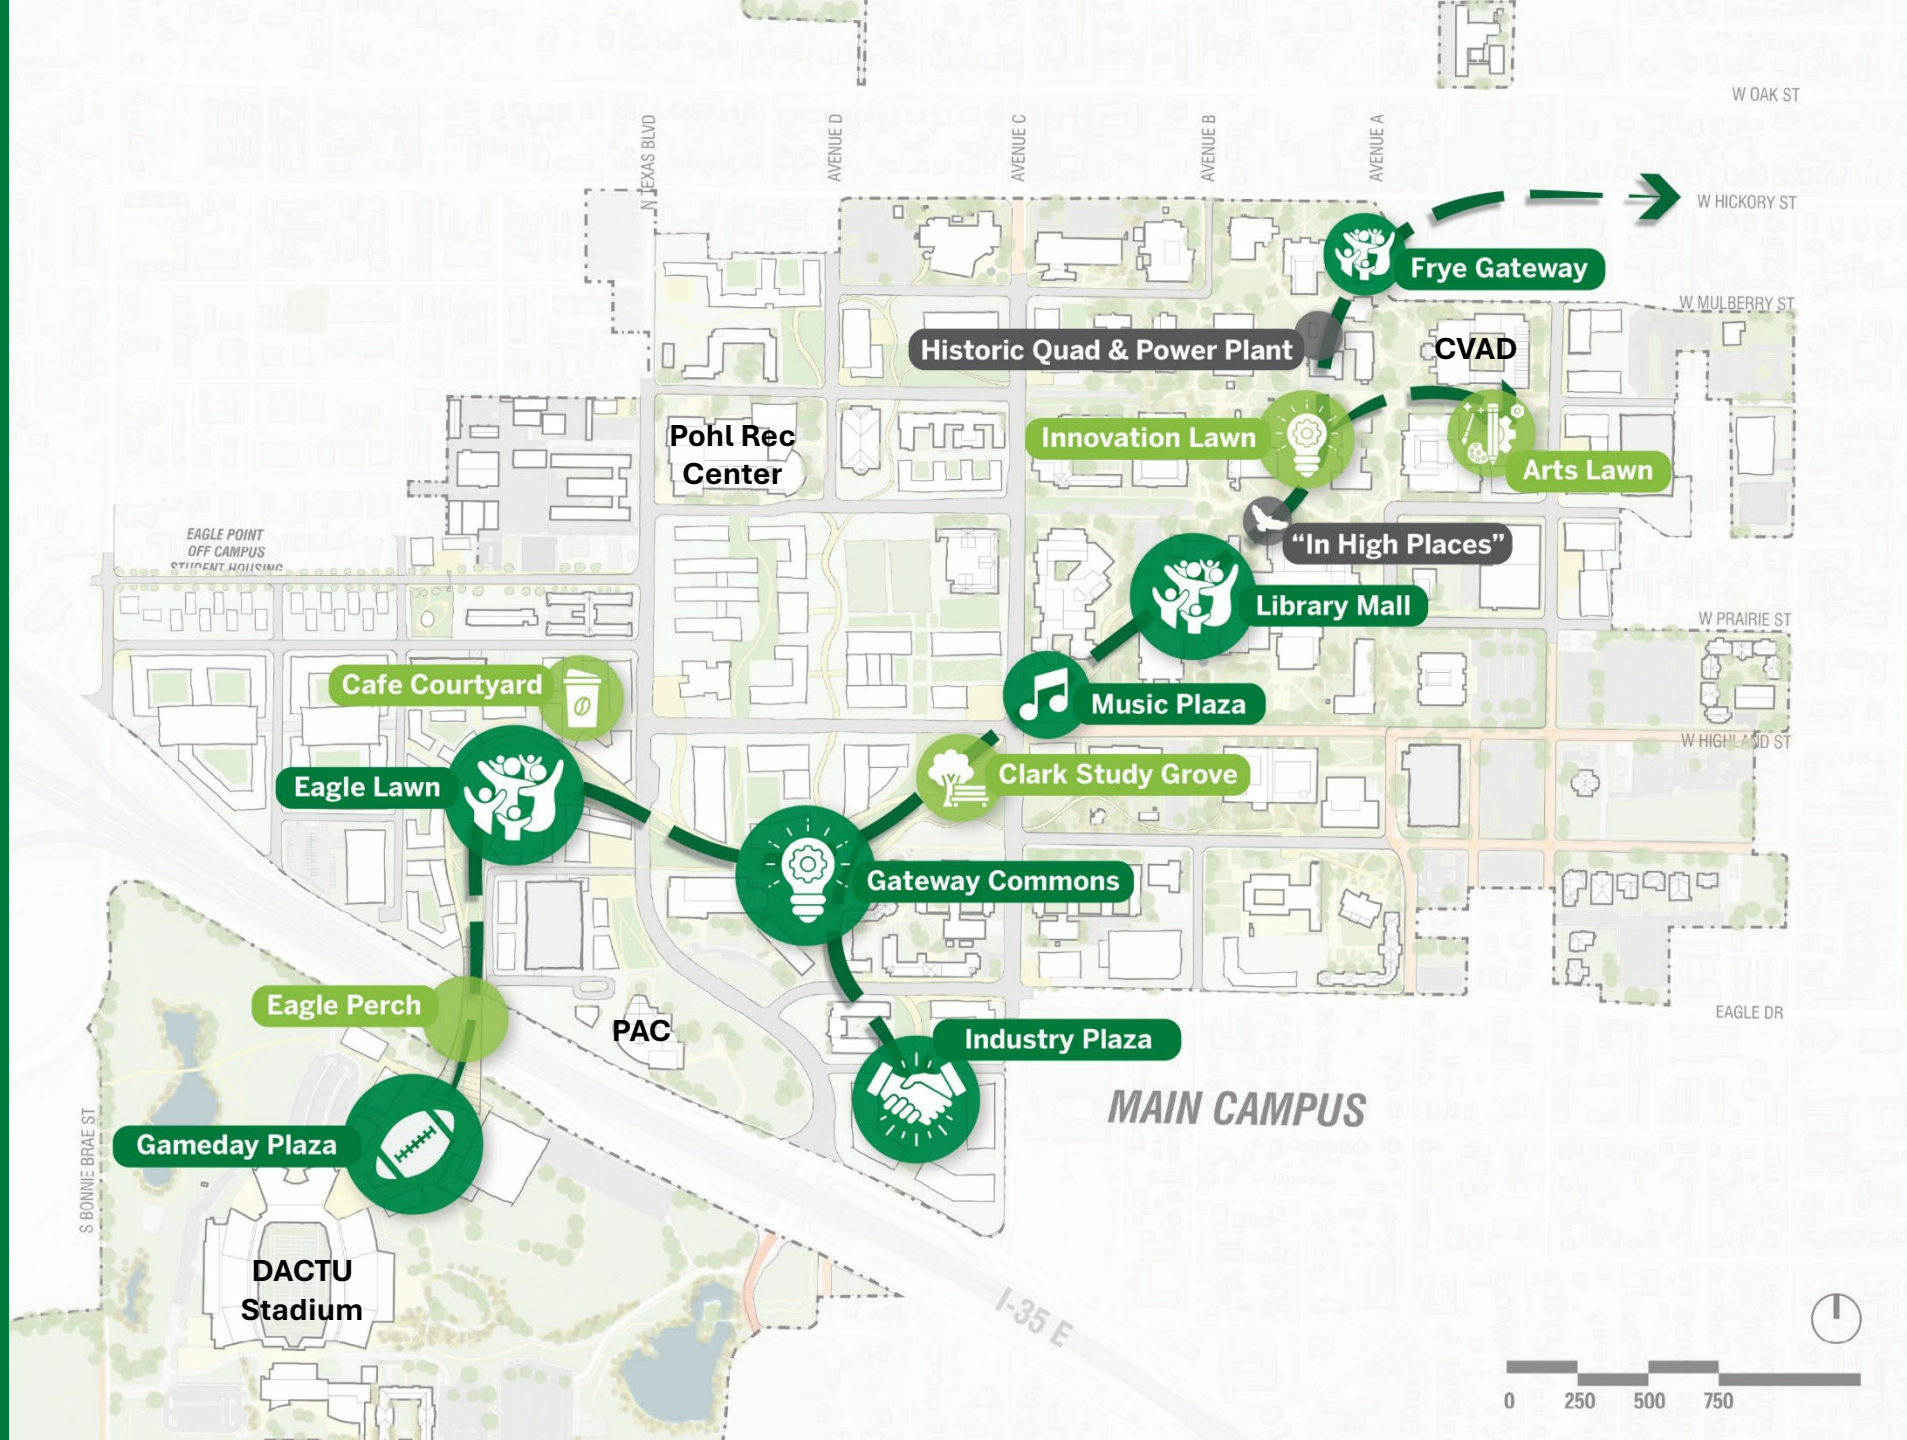 W OAK ST
N TEXAS BLVD
AVENUE D
AVENUE C
AVENUE B
AVENUE A
W HICKORY ST
Frye Gateway
W MULBERRY ST
Historic Quad & Power Plant
CVAD
Pohl Rec
Center
Innovation Lawn
Arts Lawn
EAGLE POINT
OFF CAMPUS
STUDENT HOUSING
“In High Places”
Library Mall
W PRAIRIE ST
Cafe Courtyard
Music Plaza
W HIGHLAND ST
Eagle Lawn
Clark Study Grove
Gateway Commons
Eagle Perch
PAC
EAGLE DR
Industry Plaza
MAIN CAMPUS
S BONNIE BRAE ST
Gameday Plaza
DACTU
Stadium
I-35 E
0 250 500 750